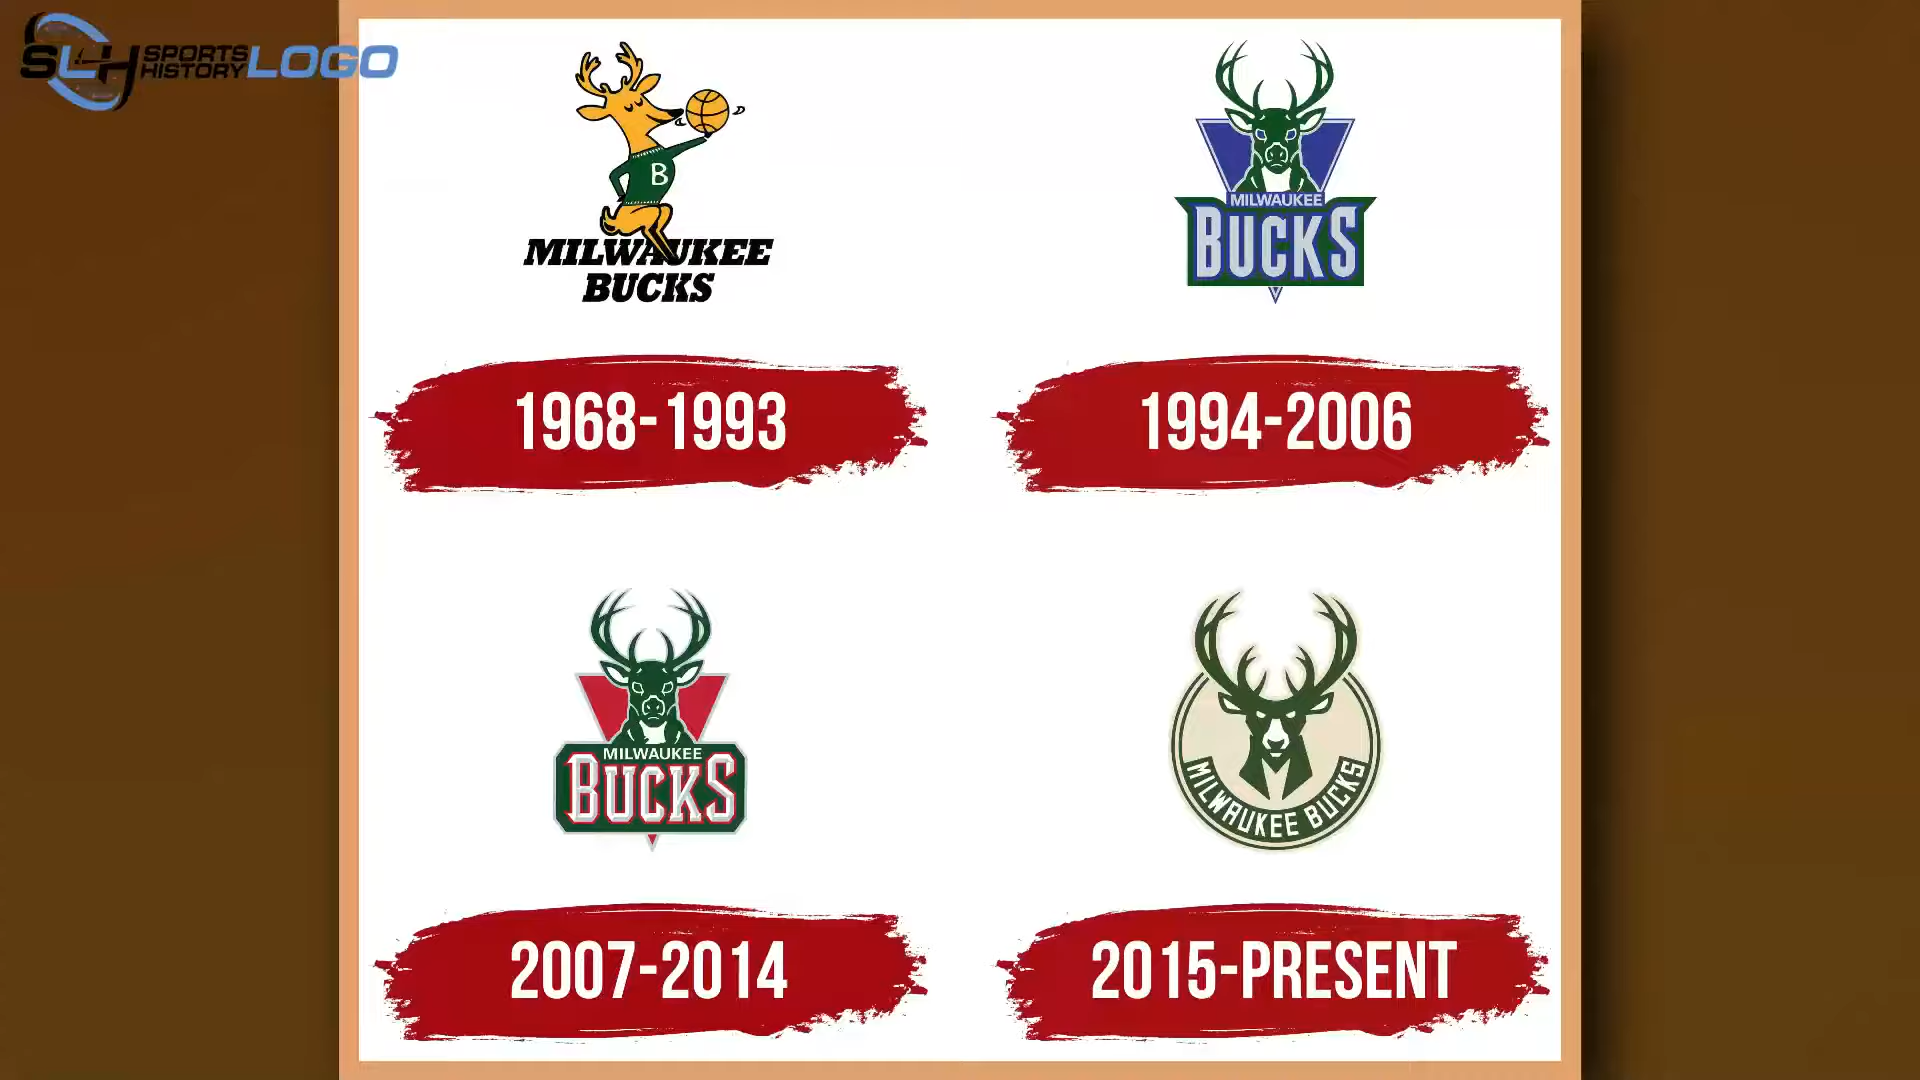 SLH SPORTS HISTORY LOGO
B
MILWAUKEE
BUCKS
1968-1993
MILWAUKEE
BUCKS
1994-2006
MILWAUKEE
BUCKS
2007-2014
MILWAUKEE BUCKS
2015-PRESENT